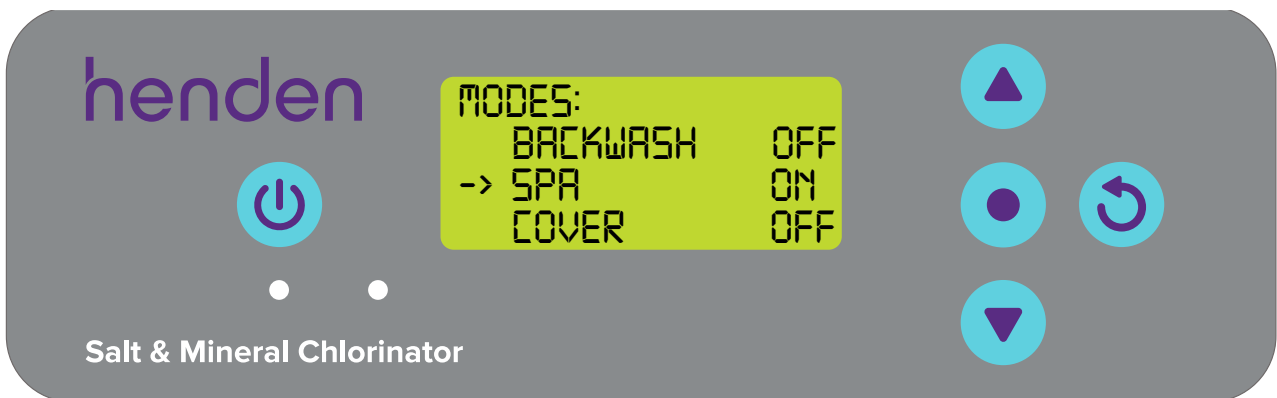 henden
MODES:
BACKWASH OFF
-> SPA ON
COVER OFF
Salt & Mineral Chlorinator